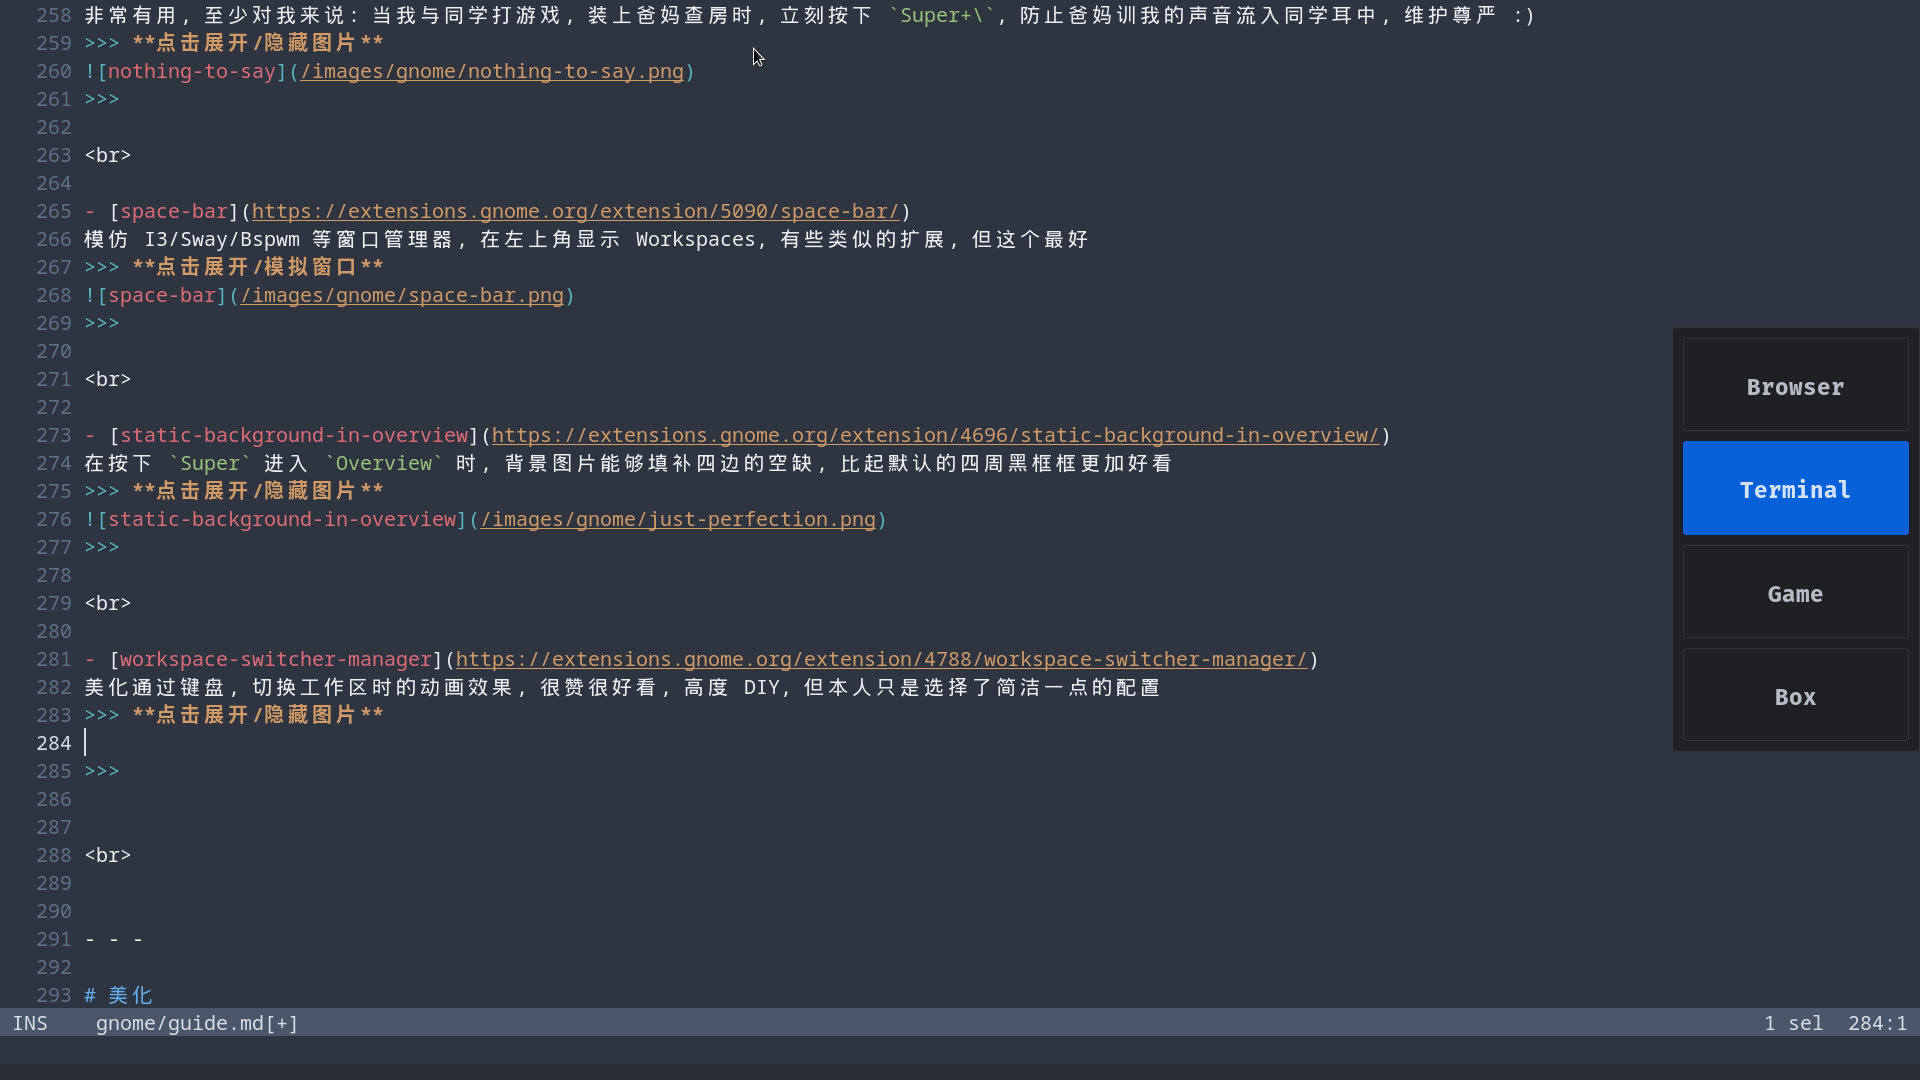 258 非常有用，至少对我来说：当我与同学打游戏，装上爸妈查房时，立刻按下 `Super+\`，防止爸妈训我的声音流入同学耳中，维护尊严 :)
259 >>> **点击展开/隐藏图片**
260 ![nothing-to-say](/images/gnome/nothing-to-say.png)
261 >>>
262
263 <br>
264
265 - [space-bar](https://extensions.gnome.org/extension/5090/space-bar/)
266 模仿 I3/Sway/Bspwm 等窗口管理器，在左上角显示 Workspaces，有些类似的扩展，但这个最好
267 >>> **点击展开/模拟窗口**
268 ![space-bar](/images/gnome/space-bar.png)
269 >>>
270
271 <br>
272
273 - [static-background-in-overview](https://extensions.gnome.org/extension/4696/static-background-in-overview/)
274 在按下 `Super` 进入 `Overview` 时，背景图片能够填补四边的空缺，比起默认的四周黑框框更加好看
275 >>> **点击展开/隐藏图片**
276 ![static-background-in-overview](/images/gnome/just-perfection.png)
277 >>>
278
279 <br>
280
281 - [workspace-switcher-manager](https://extensions.gnome.org/extension/4788/workspace-switcher-manager/)
282 美化通过键盘，切换工作区时的动画效果，很赞很好看，高度 DIY，但本人只是选择了简洁一点的配置
283 >>> **点击展开/隐藏图片**
284
285 >>>
286
287
288 <br>
289
290
291 - - -
292
293 # 美化
INS gnome/guide.md[+] 1 sel 284:1
Browser
Terminal
Game
Box